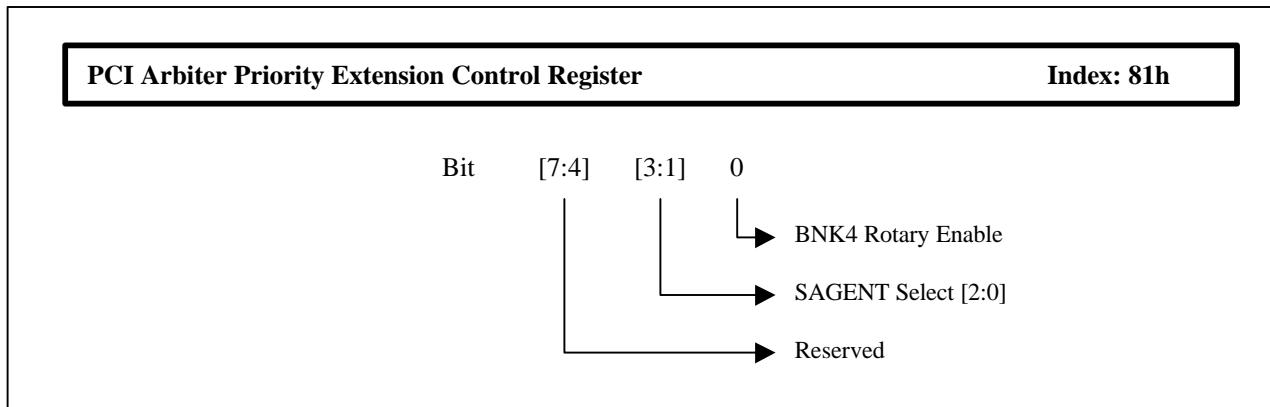 PCI Arbiter Priority Extension Control Register Index: 81h
Bit [7:4] [3:1] 0
BNK4 Rotary Enable
SAGENT Select [2:0]
Reserved